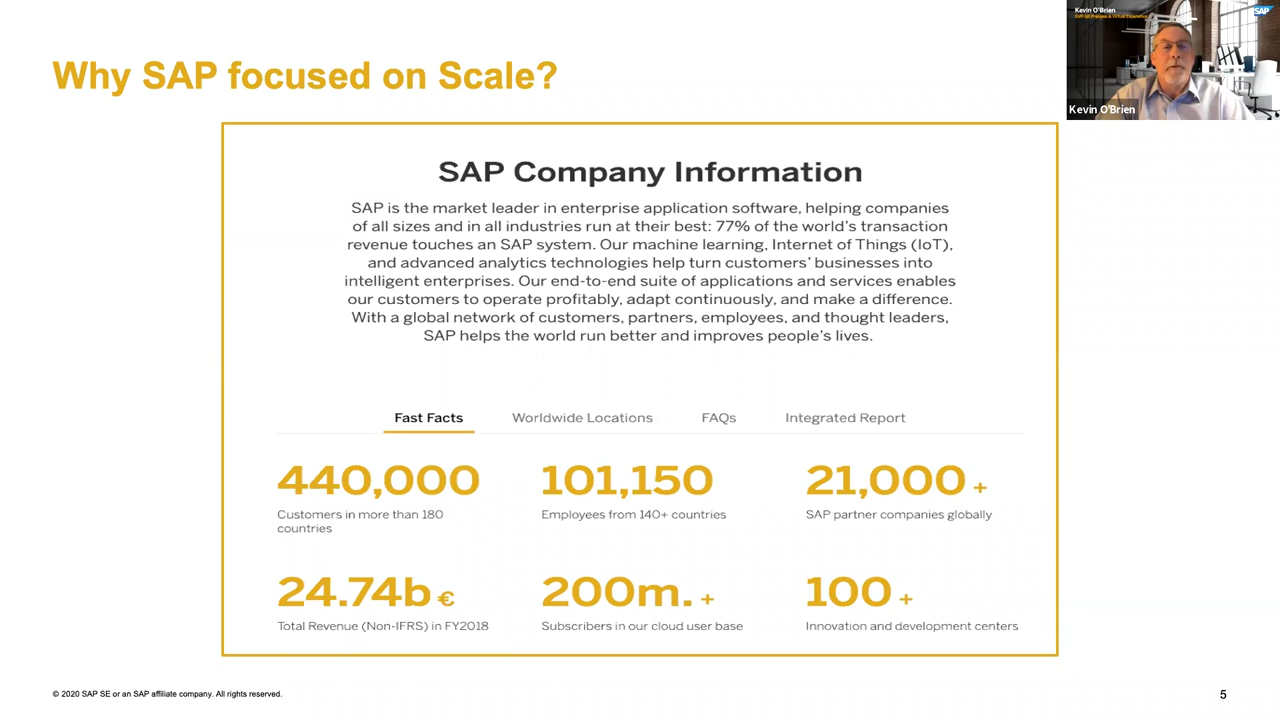 Why SAP focused on Scale?
Kevin O'Brien
SAP
Kevin O'Brien
SAP Company Information
SAP is the market leader in enterprise application software, helping companies
of all sizes and in all industries run at their best: 77% of the world's transaction
revenue touches an SAP system. Our machine learning, Internet of Things (IoT),
and advanced analytics technologies help turn customers' businesses into
intelligent enterprises. Our end-to-end suite of applications and services enables
our customers to operate profitably, adapt continuously, and make a difference.
With a global network of customers, partners, employees, and thought leaders,
SAP helps the world run better and improves people's lives.
Fast Facts Worldwide Locations FAQs Integrated Report
440,000 101,150 21,000 +
Customers in more than 180 Employees from 140+ countries SAP partner companies globally
countries
24.74b € 200m. + 100 +
Total Revenue (Non-IFRS) in FY2018 Subscribers in our cloud user base Innovation and development centers
© 2020 SAP SE or an SAP affiliate company. All rights reserved.
5